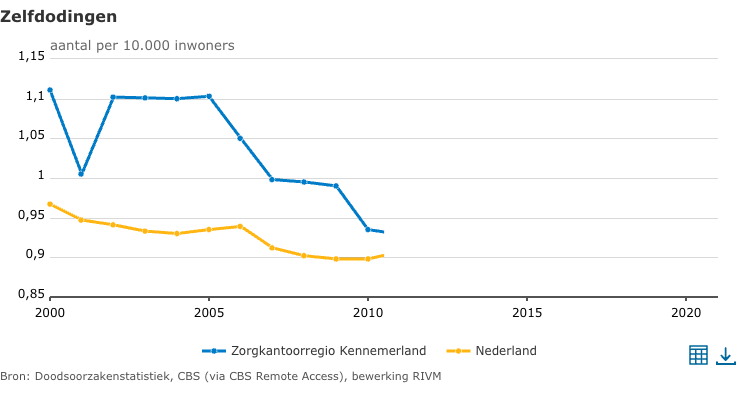 Zelfdodingen
aantal per 10.000 inwoners
1,15
1,1
1,05
1
0,95
0,9
0,85
2000 2005 2010 2015 2020
Zorgkantoorregio Kennemerland Nederland
Bron: Doodsoorzakenstatistiek, CBS (via CBS Remote Access), bewerking RIVM